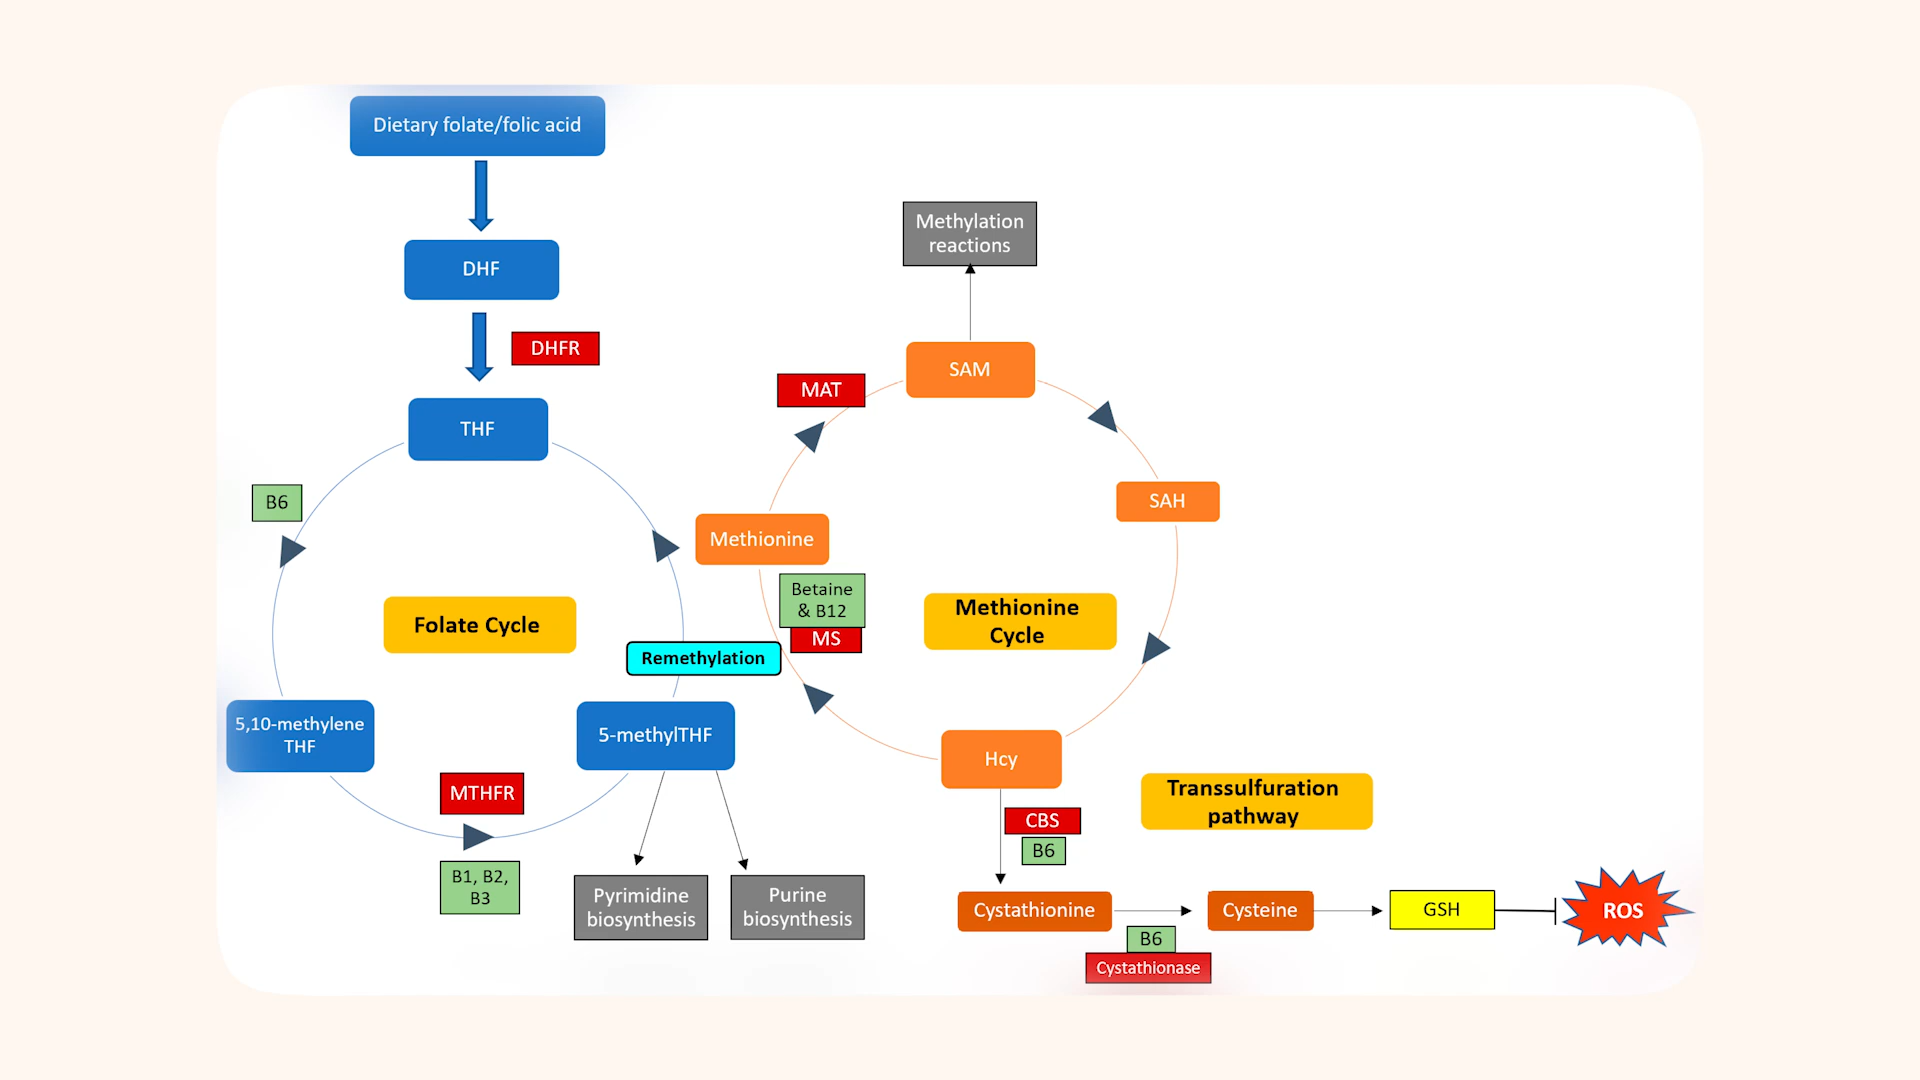 Dietary folate/folic acid
DHF
DHFR
THF
B6
Folate Cycle
5,10-methylene
THF
MTHFR
B1, B2,
B3
5-methylTHF
Remethylation
Pyrimidine
biosynthesis
Purine
biosynthesis
Methylation
reactions
SAM
MAT
SAH
Methionine
Betaine
& B12
MS
Methionine
Cycle
Hcy
CBS
B6
Transsulfuration
pathway
Cystathionine
B6
Cystathionase
Cysteine
GSH
ROS